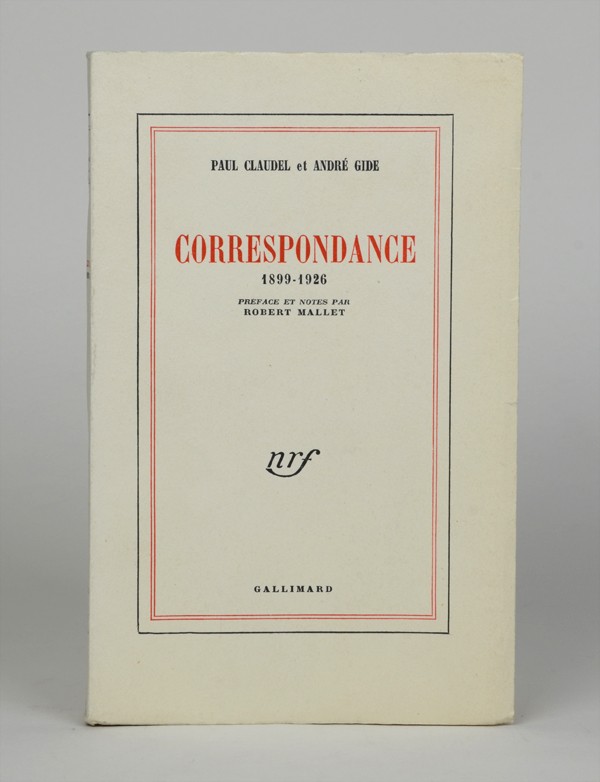 PAUL CLAUDEL et ANDRÉ GIDE
CORRESPONDANCE
1899-1926
PRÉFACE ET NOTES PAR
ROBERT MALLET
nrf
GALLIMARD